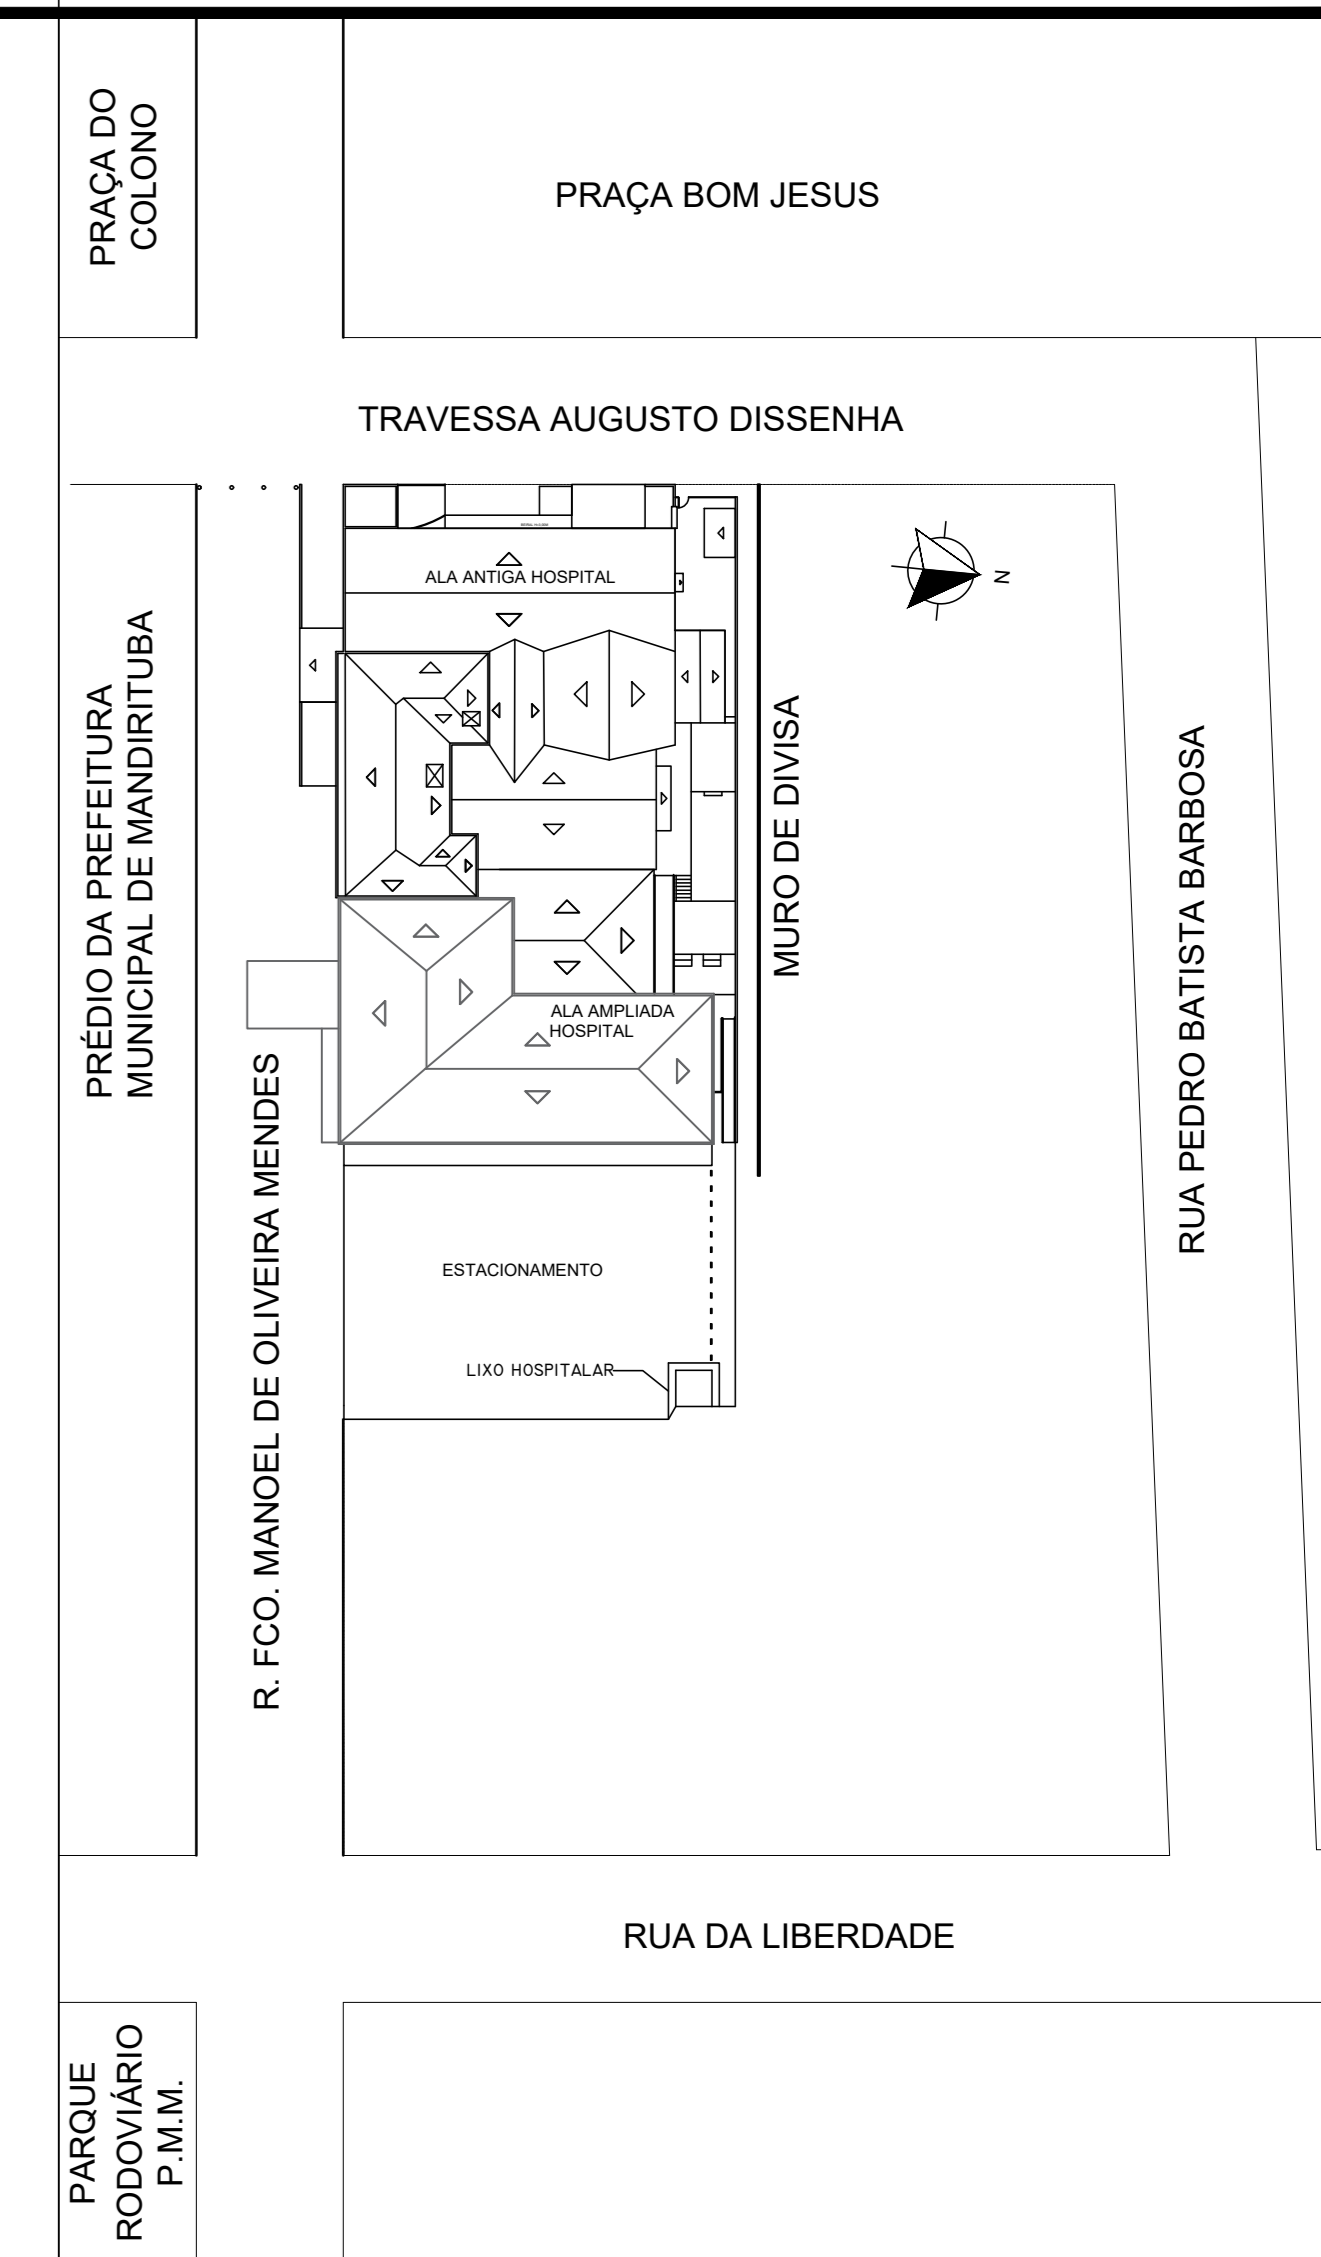 PRAÇA DO
COLONO
PRAÇA BOM JESUS
TRAVESSA AUGUSTO DISSENHA
ALA ANTIGA HOSPITAL
N
PRÉDIO DA PREFEITURA
MUNICIPAL DE MANDIRITUBA
MURO DE DIVISA
RUA PEDRO BATISTA BARBOSA
ALA AMPLIADA
HOSPITAL
R. FCO. MANOEL DE OLIVEIRA MENDES
ESTACIONAMENTO
LIXO HOSPITALAR
RUA DA LIBERDADE
PARQUE
RODOVIÁRIO
P.M.M.